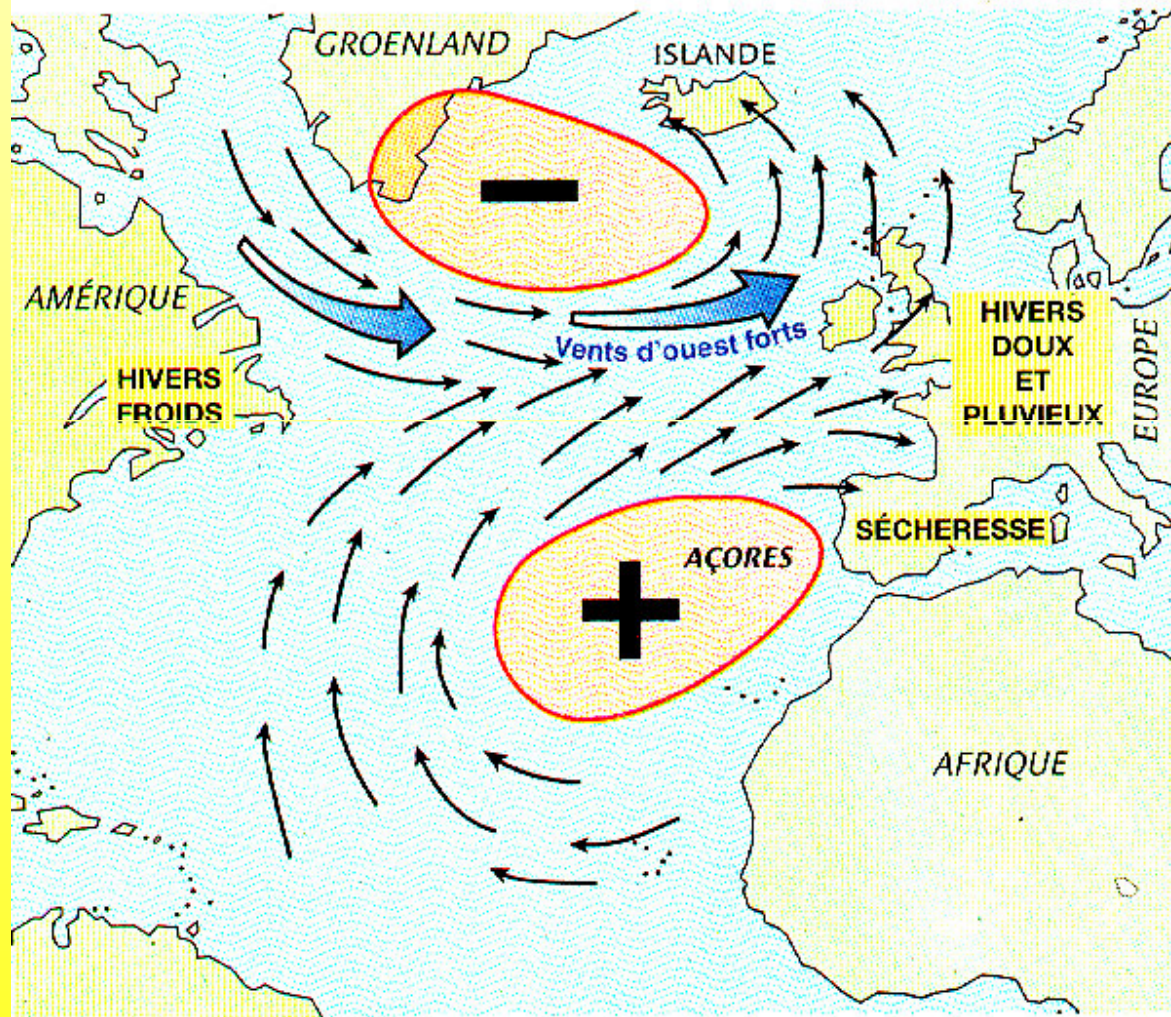 GROENLAND
ISLANDE
AMÉRIQUE
HIVERS
FROIDS
Vents d'ouest forts
HIVERS
DOUX
ET
PLUVIEUX
EUROPE
SÉCHERESSE
AÇORES
AFRIQUE